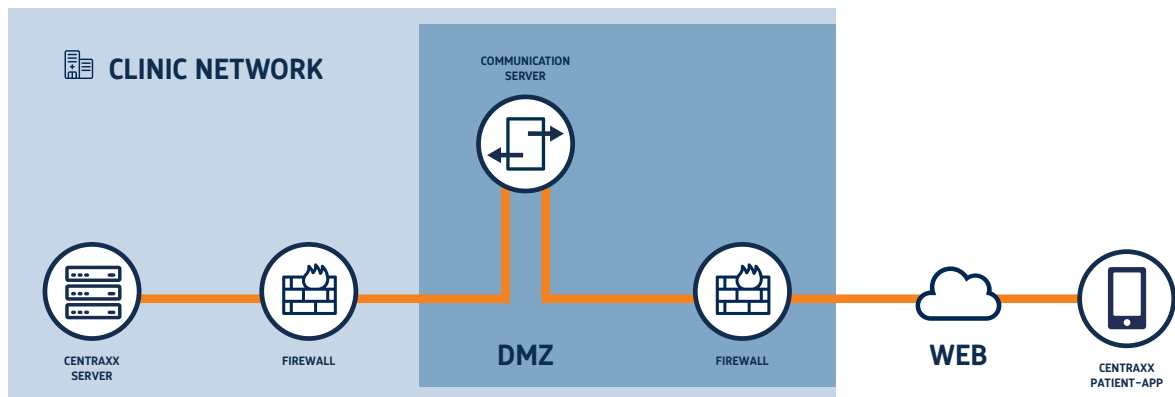 CLINIC NETWORK
COMMUNICATION
SERVER
CENTRAXX
SERVER
FIREWALL
DMZ
FIREWALL
WEB
CENTRAXX
PATIENT-APP